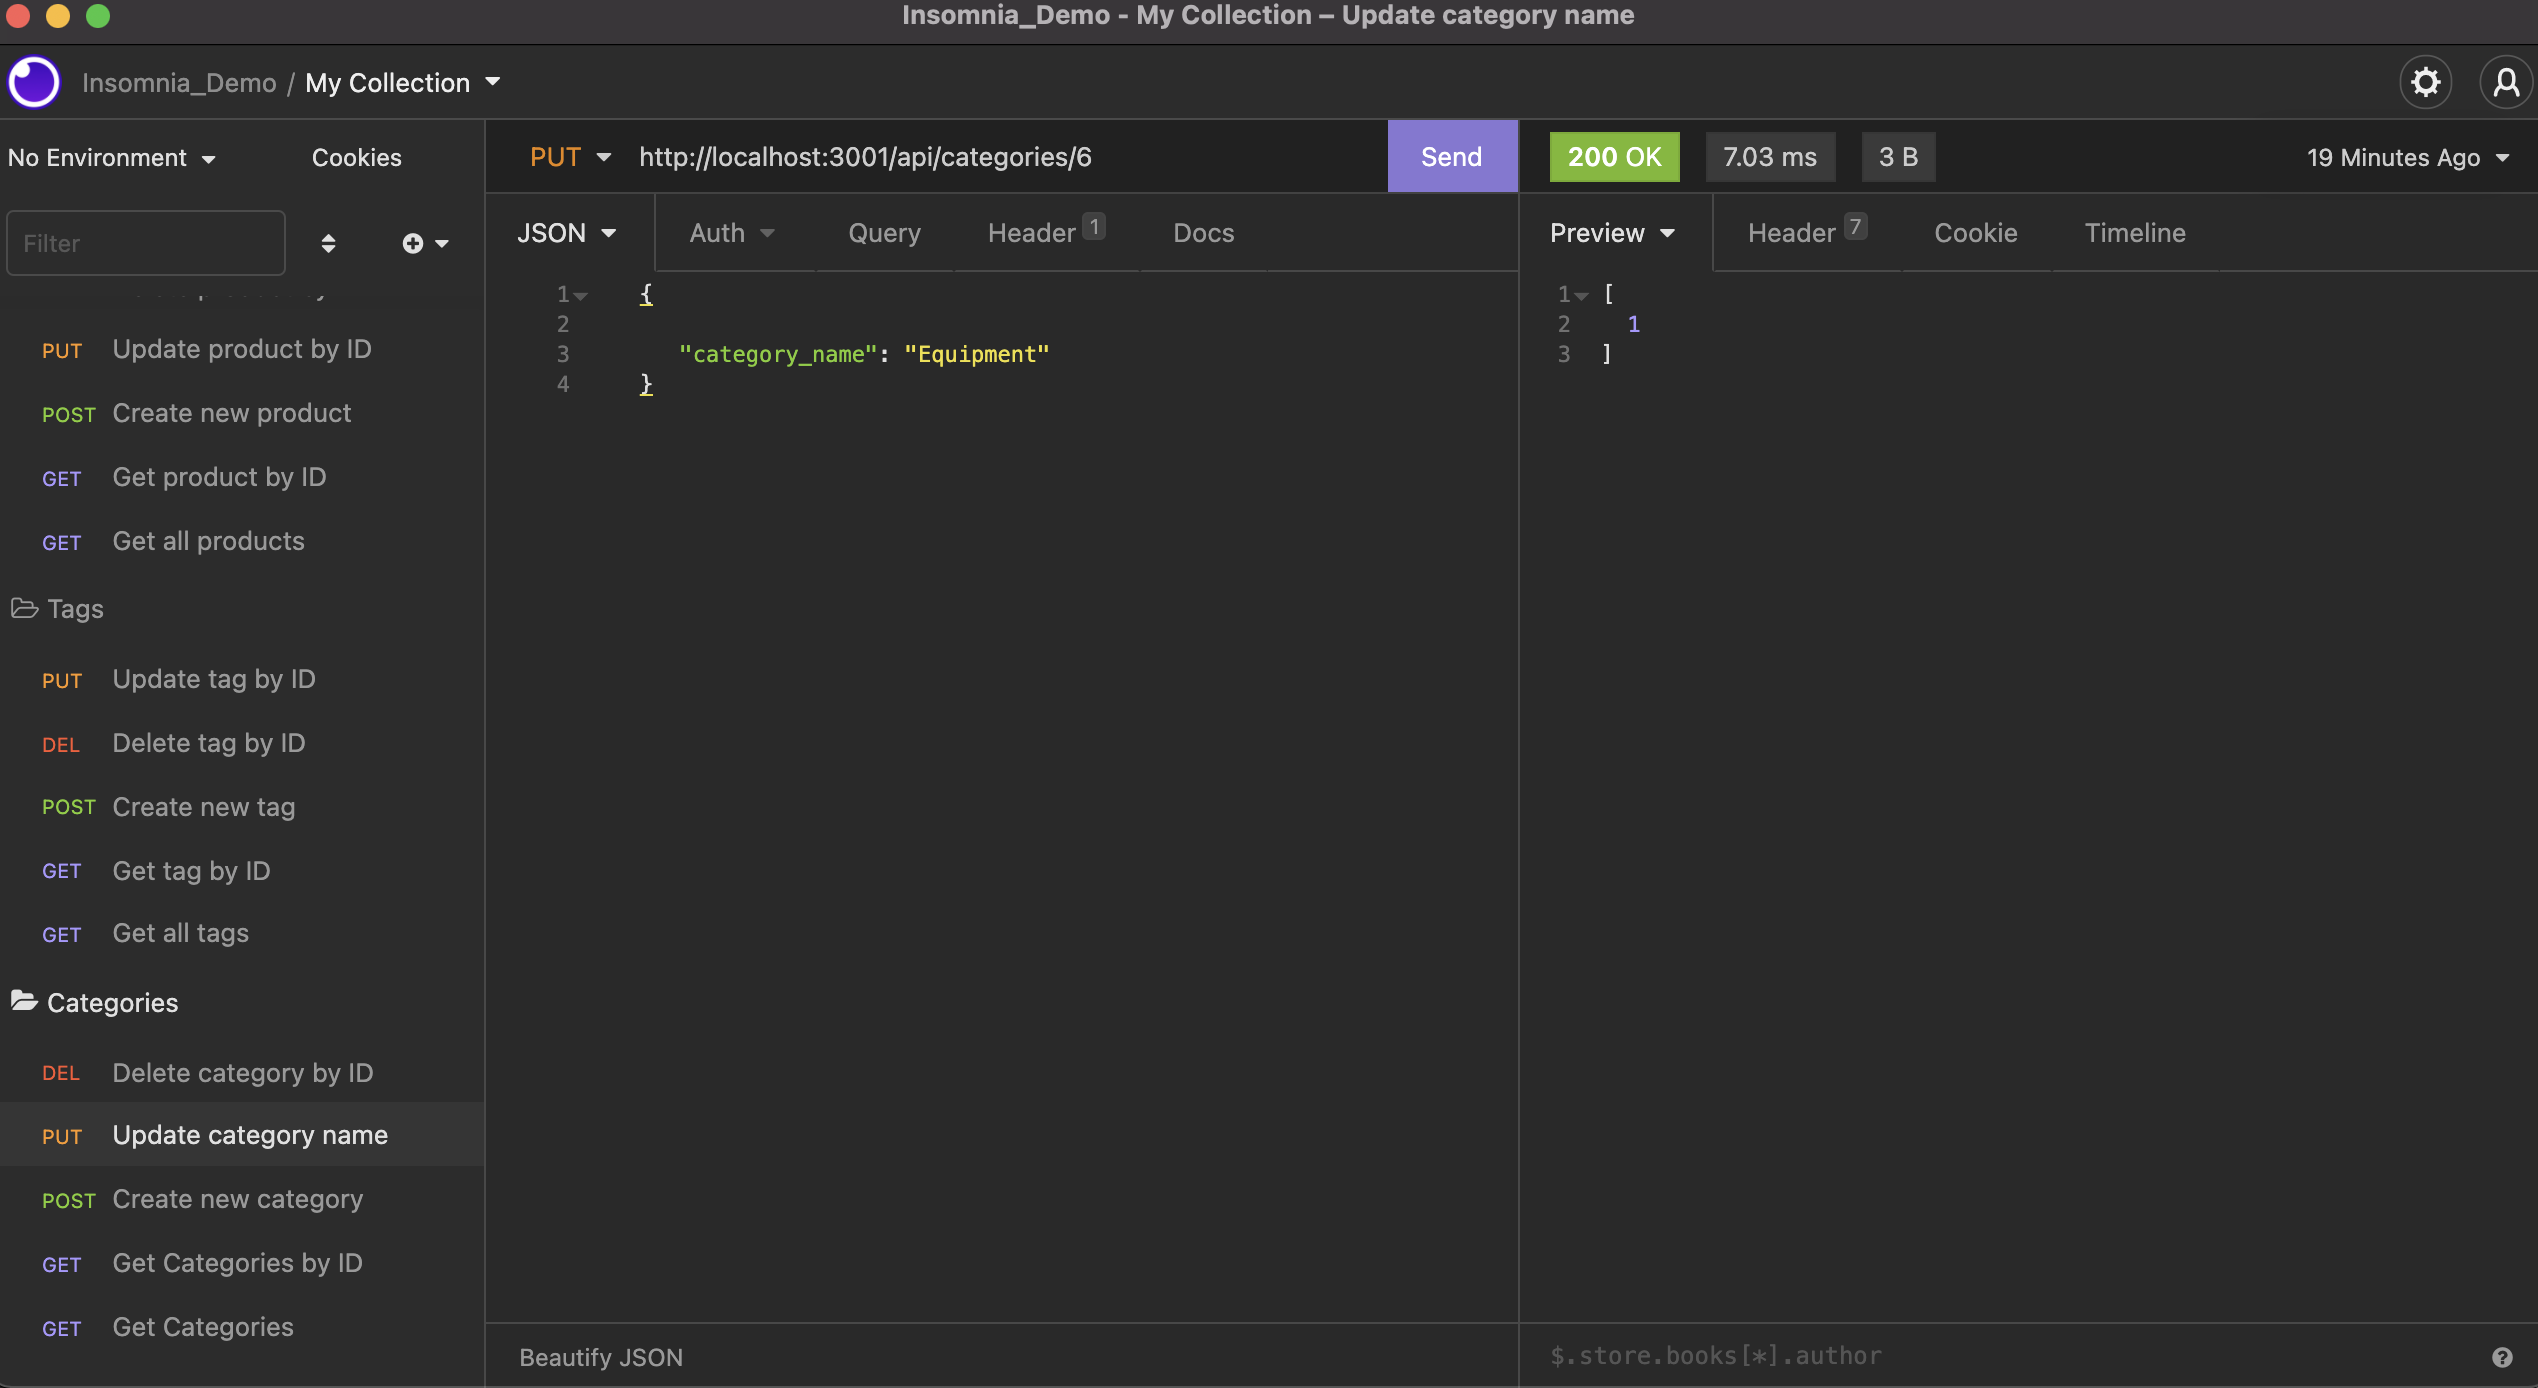 Insomnia_Demo - My Collection – Update category name
Insomnia_Demo / My Collection
No Environment Cookies
Filter
PUT Update product by ID
POST Create new product
GET Get product by ID
GET Get all products
Tags
PUT Update tag by ID
DEL Delete tag by ID
POST Create new tag
GET Get tag by ID
GET Get all tags
Categories
DEL Delete category by ID
PUT Update category name
POST Create new category
GET Get Categories by ID
GET Get Categories
PUT http://localhost:3001/api/categories/6 Send
JSON Auth Query Header 1 Docs
1 {
2
3 "category_name": "Equipment"
4 }
Beautify JSON
200 OK 7.03 ms 3 B 19 Minutes Ago
Preview Header 7 Cookie Timeline
1 [
2 1
3 ]
$.store.books[*].author